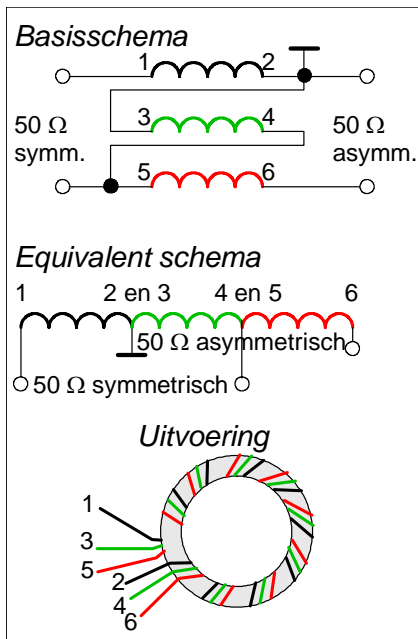 Basisschema
1 2
50 Ω symm.
3 4
50 Ω asymm.
5 6
Equivalent schema
1 2 en 3 4 en 5 6
50 Ω asymmetrisch
50 Ω symmetrisch
Uitvoering
1
3
5
2
4
6